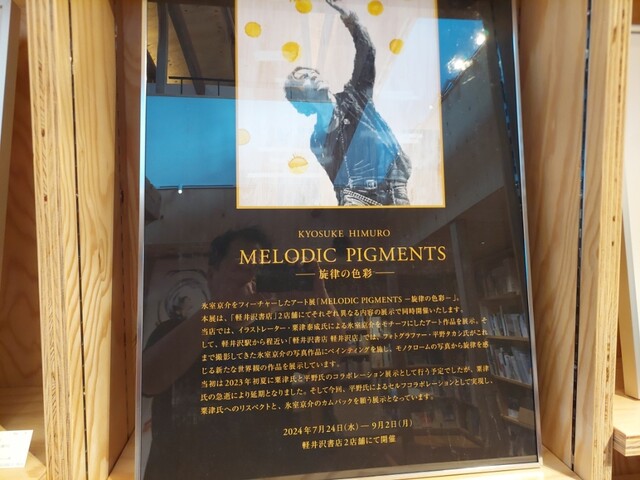 KYOSUKE HIMURO
MELODIC PIGMENTS
― 旋律の色彩 ―
氷室京介をフィーチャーしたアート展「MELODIC PIGMENTS －旋律の色彩－」。
本展は、「軽井沢書店」2店舗にてそれぞれ異なる内容の展示で同時開催いたします。
当店では、イラストレーター・粟津泰成氏による氷室京介をモチーフにしたアート作品を展示。そ
して、軽井沢駅から程近い「軽井沢書店 軽井沢店」では、フォトグラファー・平野タカシ氏がこれ
まで撮影してきた氷室京介の写真作品にペインティングを施し、モノクロームの写真から旋律を感
じる新たな世界観の作品を展示しています。
当初は2023年初夏に粟津氏と平野氏のコラボレーション展示として行う予定でしたが、粟津
氏の急逝により延期となりました。そして今回、平野氏によるセルフコラボレーションとして実現し、
粟津氏へのリスペクトと、氷室京介のカムバックを願う展示となっています。
2024年7月24日(水) ― 9月2日(月)
軽井沢書店2店舗にて開催